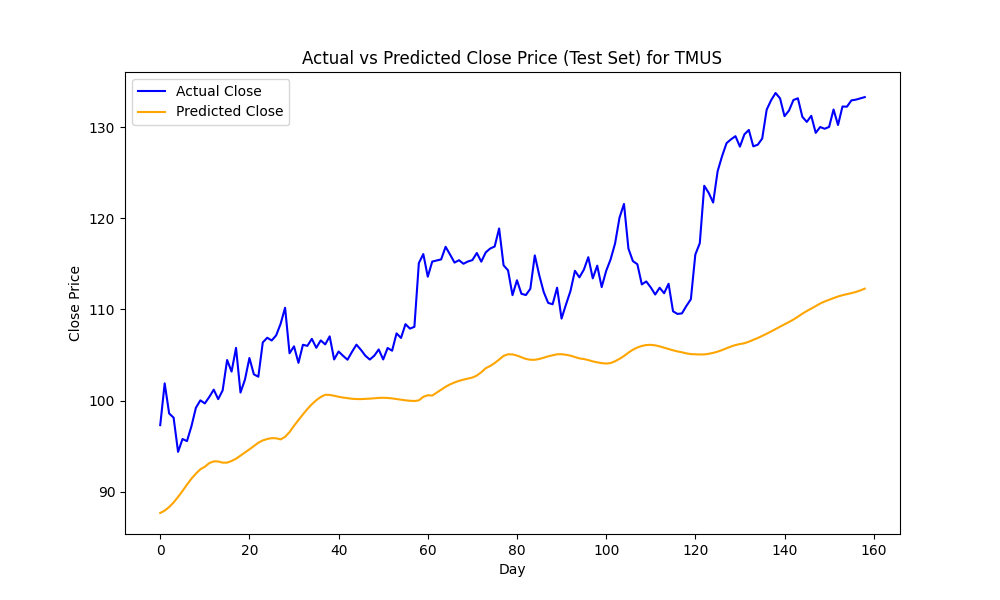 Actual vs Predicted Close Price (Test Set) for TMUS
Actual Close
Predicted Close
Close Price
130
120
110
100
90
0 20 40 60 80 100 120 140 160
Day